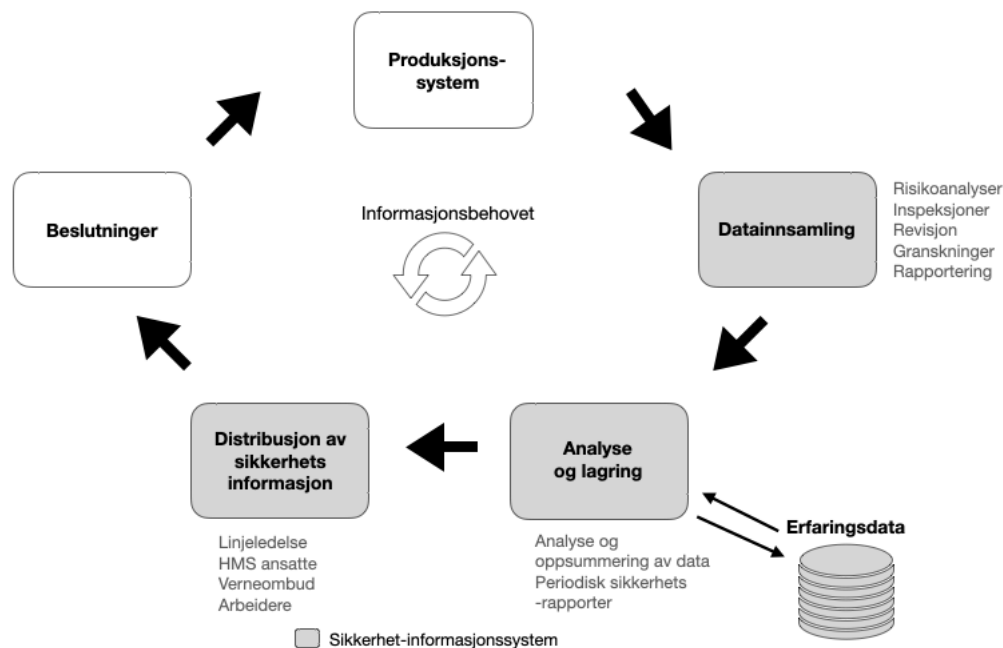 Produksjons-
system
Beslutninger
Informasjonsbehovet
Datainnsamling
Risikoanalyser
Inspeksjoner
Revisjon
Granskninger
Rapportering
Distribusjon av
sikkerhets
informasjon
Linjeledelse
HMS ansatte
Verneombud
Arbeidere
Analyse
og lagring
Analyse og
oppsummering av data
Periodisk sikkerhets
-rapporter
Erfaringsdata
Sikkerhet-informasjonssystem